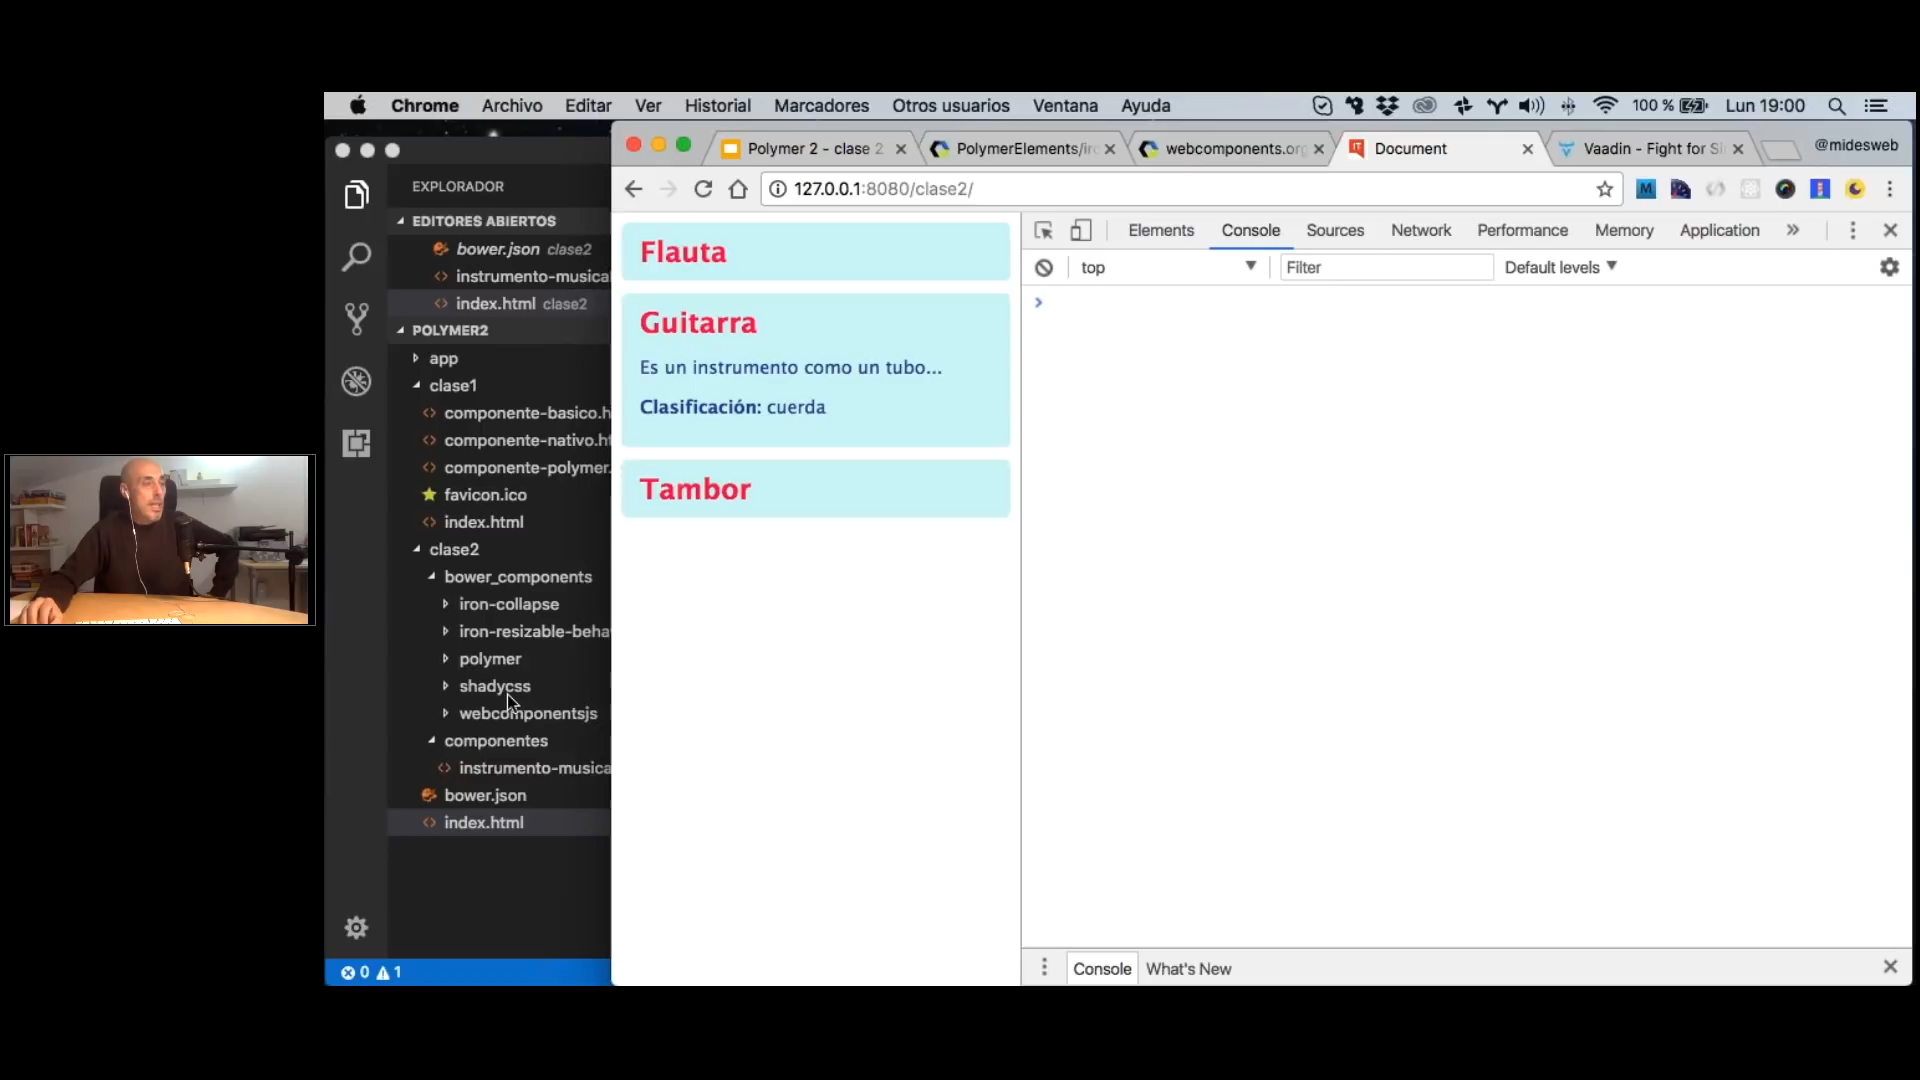 Chrome Archivo Editar Ver Historial Marcadores Otros usuarios Ventana Ayuda 100 % Lun 19:00
Polymer 2 - clase 2 PolymerElements/iro webcomponents.org Document Vaadin - Fight for Si @midesweb
127.0.0.1:8080/clase2/
EXPLORADOR
EDITORES ABIERTOS
bower.json clase2
instrumento-musical
index.html clase2
POLYMER2
app
clase1
componente-basico.h
componente-nativo.ht
componente-polymer.
favicon.ico
index.html
clase2
bower_components
iron-collapse
iron-resizable-beha
polymer
shadycss
webcomponentsjs
componentes
instrumento-musica
bower.json
index.html
0 1
Flauta
Guitarra
Es un instrumento como un tubo...
Clasificación: cuerda
Tambor
Elements Console Sources Network Performance Memory Application »
top Filter Default levels
Console What's New